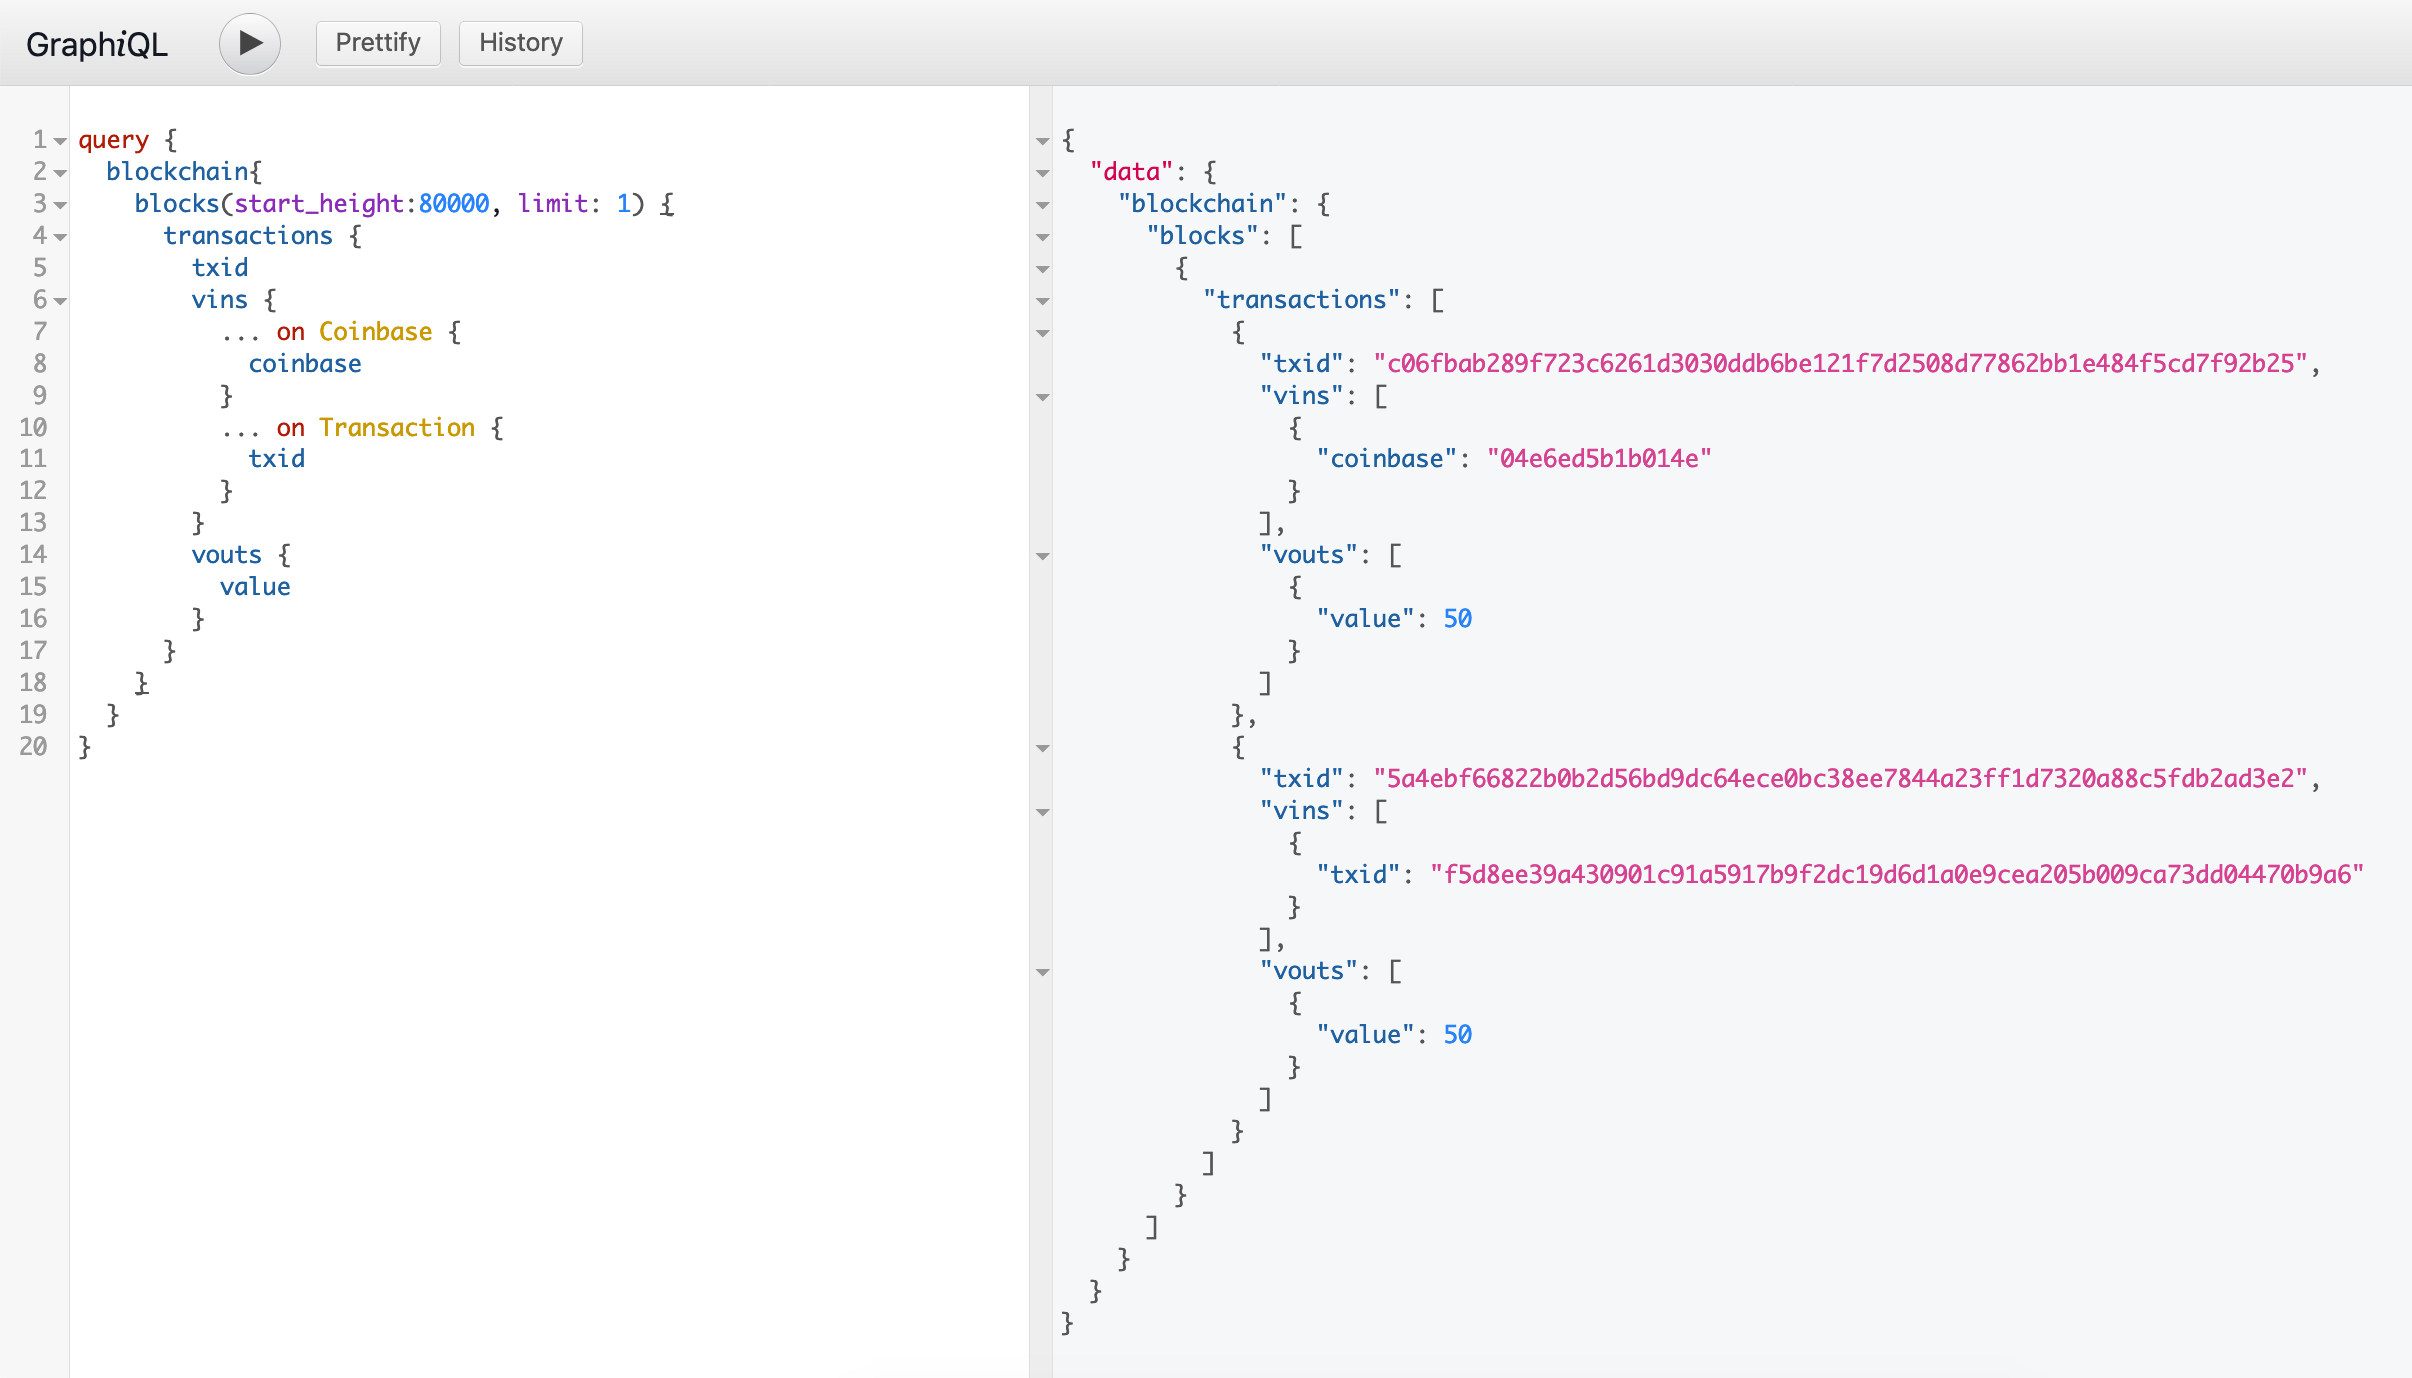 GraphiQL Prettify History
1 query {
2 blockchain{
3 blocks(start_height:80000, limit: 1) {
4 transactions {
5 txid
6 vins {
7 ... on Coinbase {
8 coinbase
9 }
10 ... on Transaction {
11 txid
12 }
13 }
14 vouts {
15 value
16 }
17 }
18 }
19 }
20 }
{
"data": {
"blockchain": {
"blocks": [
{
"transactions": [
{
"txid": "c06fbab289f723c6261d3030ddb6be121f7d2508d77862bb1e484f5cd7f92b25",
"vins": [
{
"coinbase": "04e6ed5b1b014e"
}
],
"vouts": [
{
"value": 50
}
]
},
{
"txid": "5a4ebf66822b0b2d56bd9dc64ece0bc38ee7844a23ff1d7320a88c5fdb2ad3e2",
"vins": [
{
"txid": "f5d8ee39a430901c91a5917b9f2dc19d6d1a0e9cea205b009ca73dd04470b9a6"
}
],
"vouts": [
{
"value": 50
}
]
}
]
}
]
}
}
}